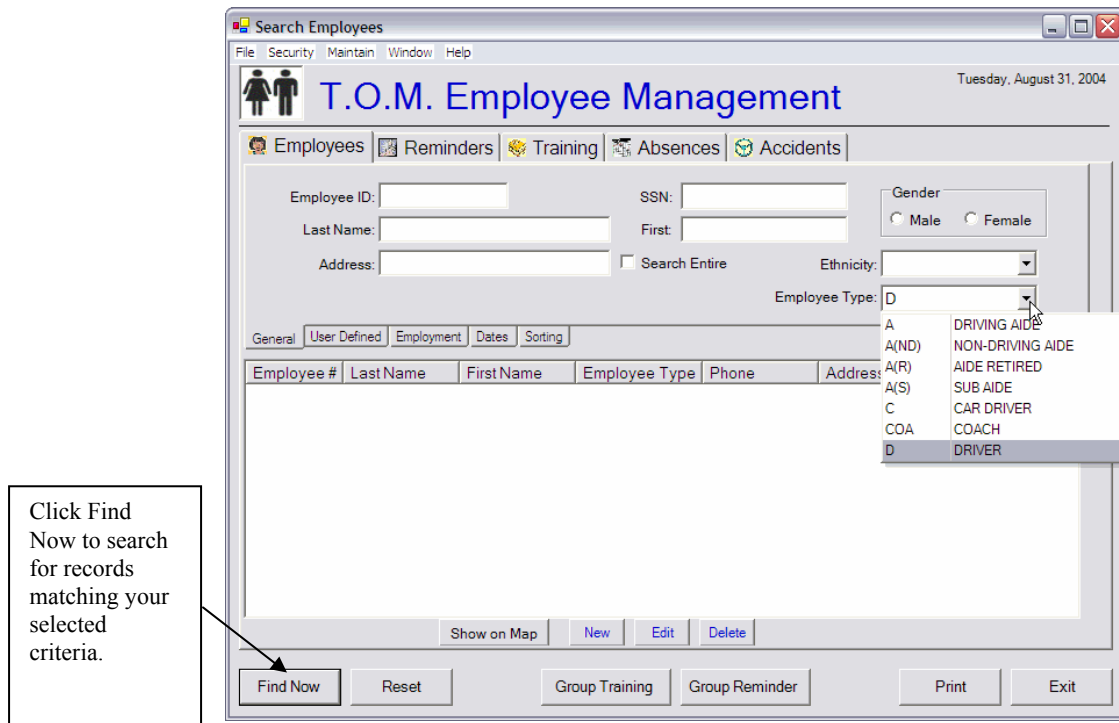 Search Employees
File Security Maintain Window Help
T.O.M. Employee Management
Tuesday, August 31, 2004
Employees Reminders Training Absences Accidents
Employee ID: SSN: Gender
Last Name: First: Male Female
Address: Search Entire Ethnicity:
Employee Type: D
A DRIVING AIDE
A(ND) NON-DRIVING AIDE
A(R) AIDE RETIRED
A(S) SUB AIDE
C CAR DRIVER
COA COACH
D DRIVER
General User Defined Employment Dates Sorting
Employee # Last Name First Name Employee Type Phone Address
Click Find
Now to search
for records
matching your
selected
criteria.
Show on Map New Edit Delete
Find Now Reset Group Training Group Reminder Print Exit